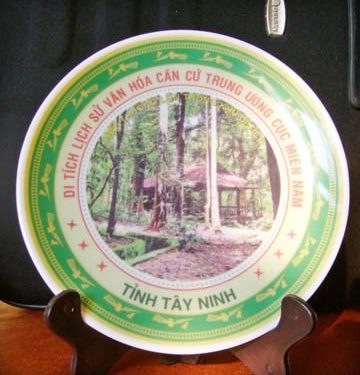 DI TÍCH LỊCH SỬ VĂN HÓA CĂN CỨ TRUNG ƯƠNG CỤC MIỀN NAM
TỈNH TÂY NINH